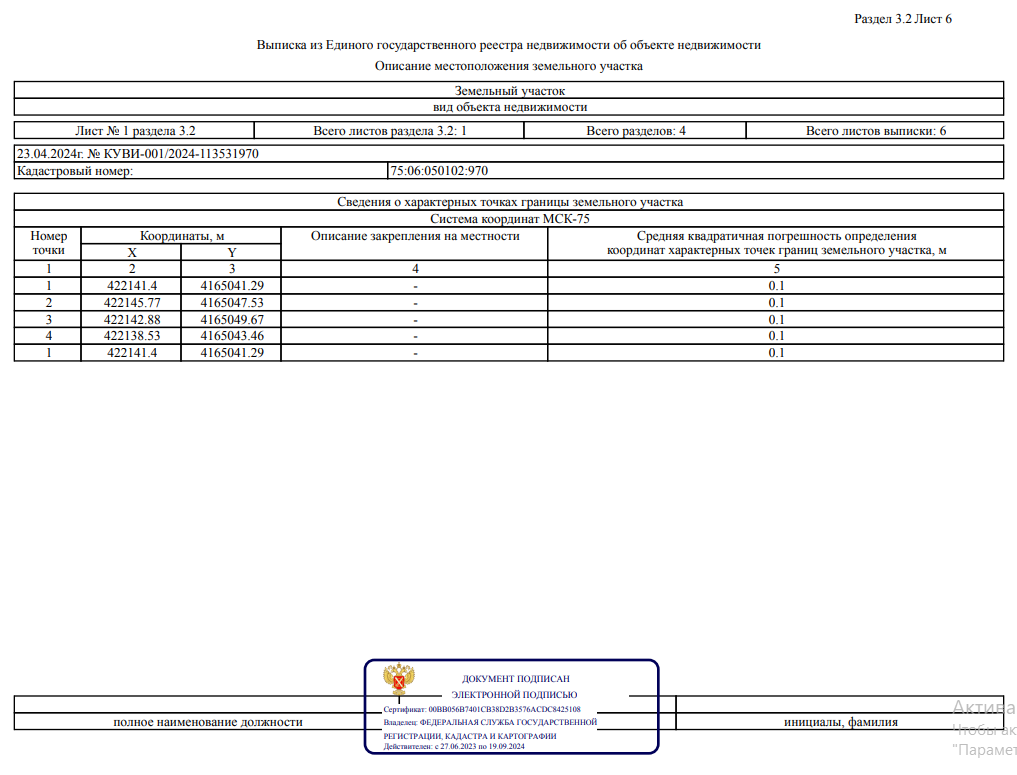 Раздел 3.2 Лист 6
Выписка из Единого государственного реестра недвижимости об объекте недвижимости
Описание местоположения земельного участка
Земельный участок
вид объекта недвижимости
Лист № 1 раздела 3.2 Всего листов раздела 3.2: 1 Всего разделов: 4 Всего листов выписки: 6
23.04.2024г. № КУВИ-001/2024-113531970
Кадастровый номер: 75:06:050102:970
Сведения о характерных точках границы земельного участка
Система координат МСК-75
Номер точки Координаты, м Описание закрепления на местности Средняя квадратичная погрешность определения координат характерных точек границ земельного участка, м
X Y
1 2 3 4 5
1 422141.4 4165041.29 - 0.1
2 422145.77 4165047.53 - 0.1
3 422142.88 4165049.67 - 0.1
4 422138.53 4165043.46 - 0.1
1 422141.4 4165041.29 - 0.1
ДОКУМЕНТ ПОДПИСАН
ЭЛЕКТРОННОЙ ПОДПИСЬЮ
Сертификат: 00BB056B7401CB38D2B3576ACDC8425108
Владелец: ФЕДЕРАЛЬНАЯ СЛУЖБА ГОСУДАРСТВЕННОЙ
РЕГИСТРАЦИИ, КАДАСТРА И КАРТОГРАФИИ
Действителен: с 27.06.2023 по 19.09.2024
полное наименование должности инициалы, фамилия
Актива
Чтобы ак
"Парамет